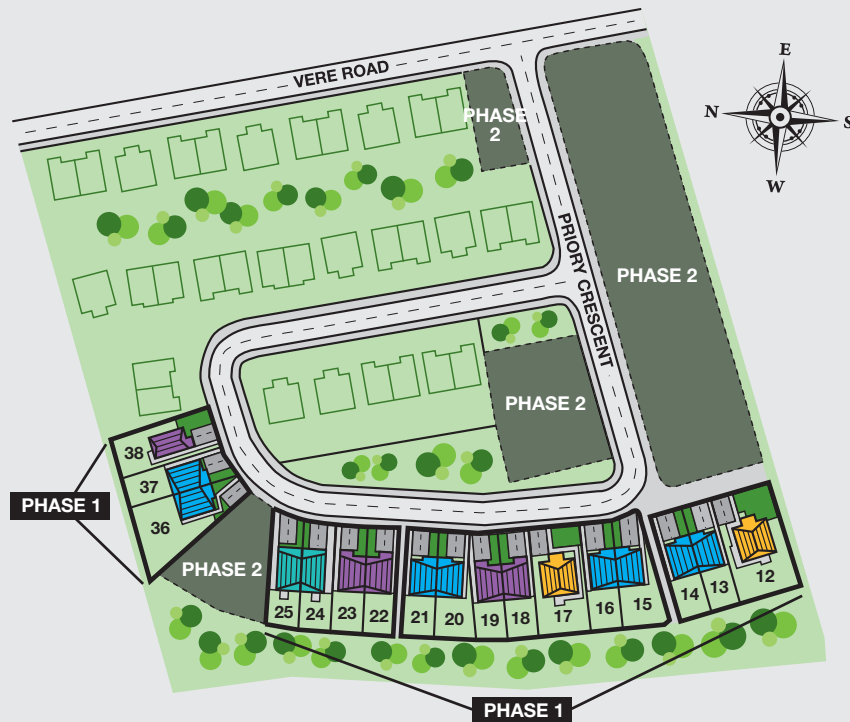 VERE ROAD
PHASE
2
E
N
S
W
PRIORY CRESCENT
PHASE 2
PHASE 2
38
37
36
PHASE 1
PHASE 2
25
24
23
22
21
20
19
18
17
16
15
14
13
12
PHASE 1